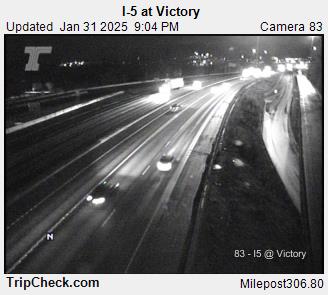 I-5 at Victory
Updated Jan 31 2025 9:04 PM Camera 83
T
N
83 - I5 @ Victory
TripCheck.com Milepost306.80